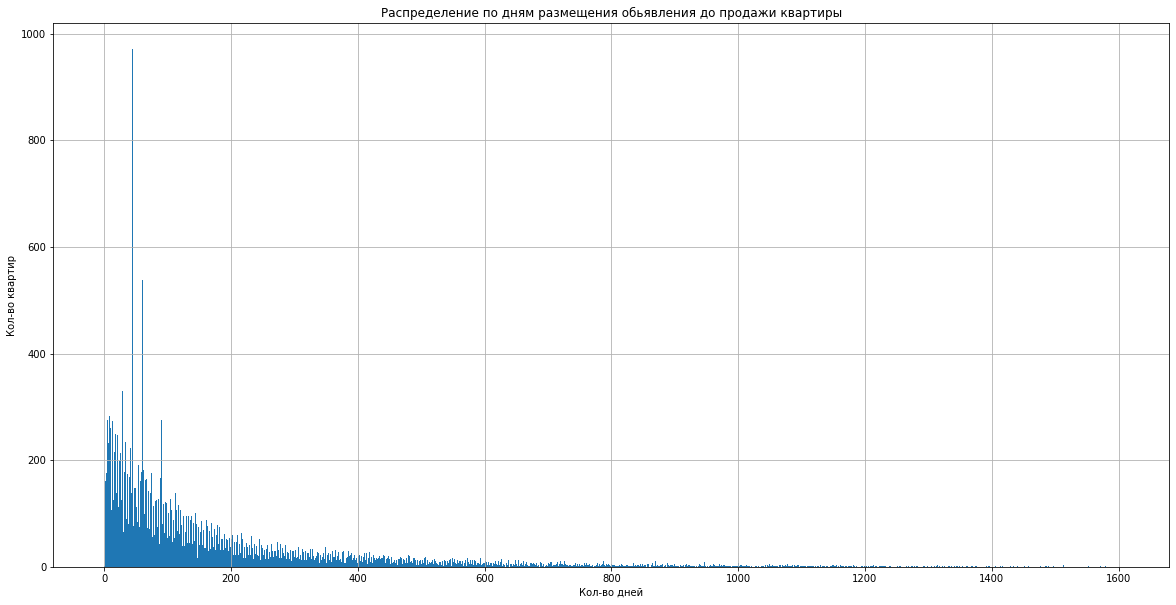 Распределение по дням размещения обьявления до продажи квартиры
1000
800
600
400
200
0
Кол-во квартир
0 200 400 600 800 1000 1200 1400 1600
Кол-во дней